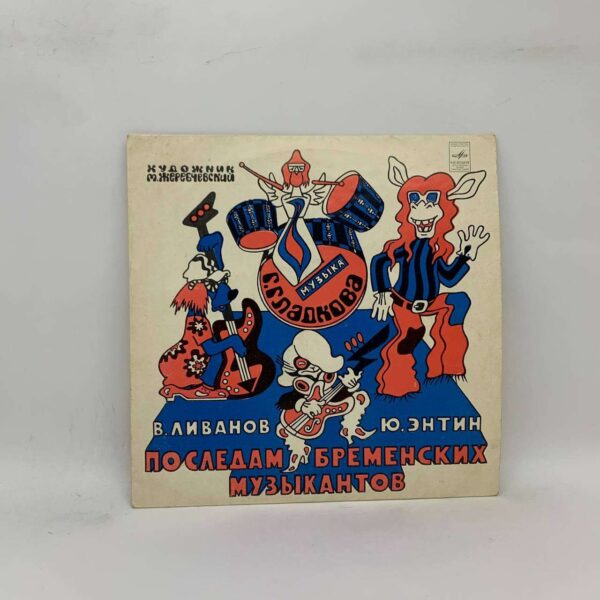 ХУДОЖНИК
М.ЖЕРЕБЧЕВСКИЙ
МУЗЫКА
Г.ГЛАДКОВА
В.ЛИВАНОВ Ю.ЭНТИН
ПО СЛЕДАМ БРЕМЕНСКИХ
МУЗЫКАНТОВ